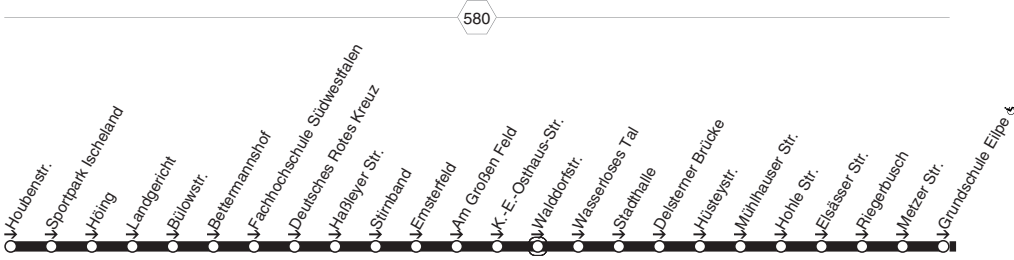 580
Houbenstr.
Sportpark Ischeland
Höing
Landgericht
Bülowstr.
Bettermannshof
Fachhochschule Südwestfalen
Deutsches Rotes Kreuz
Haßleyer Str.
Stirnband
Emsterfeld
Am Großen Feld
K.-E.-Osthaus-Str.
Walddorfstr.
Wasserloses Tal
Stadthalle
Delsterner Brücke
Hüsteystr.
Mühlhauser Str.
Hohle Str.
Elsässer Str.
Riegerbusch
Metzer Str.
Grundschule Eilpe